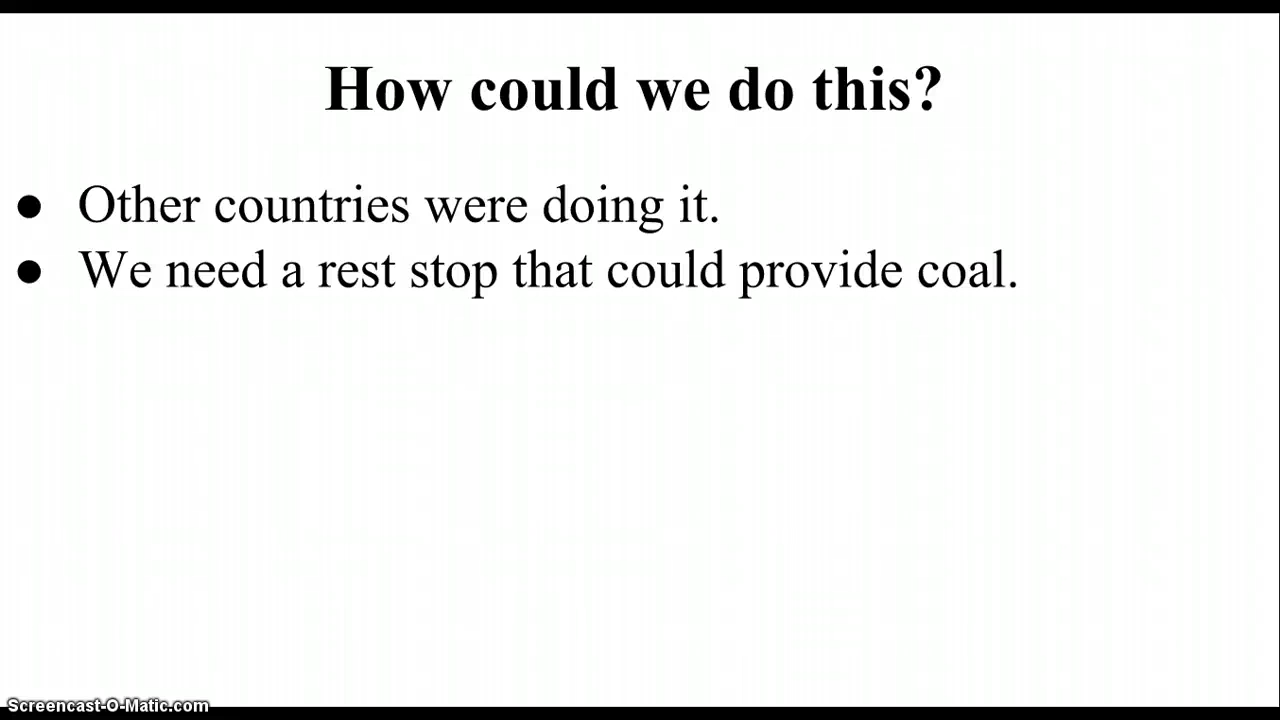 How could we do this?
● Other countries were doing it.
● We need a rest stop that could provide coal.
Screencast-O-Matic.com